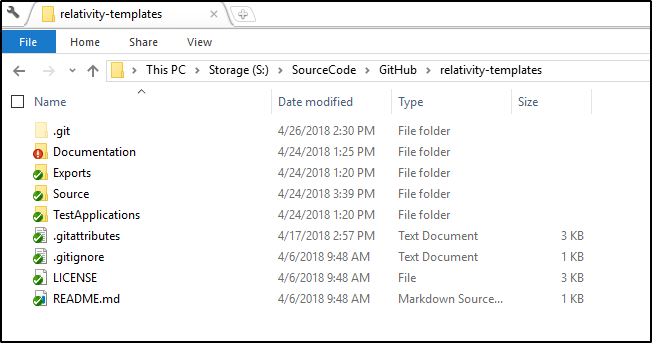 relativity-templates
File Home Share View
This PC Storage (S:) SourceCode GitHub relativity-templates
Name Date modified Type Size
.git 4/26/2018 2:30 PM File folder
Documentation 4/24/2018 1:25 PM File folder
Exports 4/24/2018 1:20 PM File folder
Source 4/24/2018 3:39 PM File folder
TestApplications 4/24/2018 1:20 PM File folder
.gitattributes 4/17/2018 2:57 PM Text Document 3 KB
.gitignore 4/6/2018 9:48 AM Text Document 1 KB
LICENSE 4/6/2018 9:48 AM File 3 KB
README.md 4/6/2018 9:48 AM Markdown Source... 1 KB